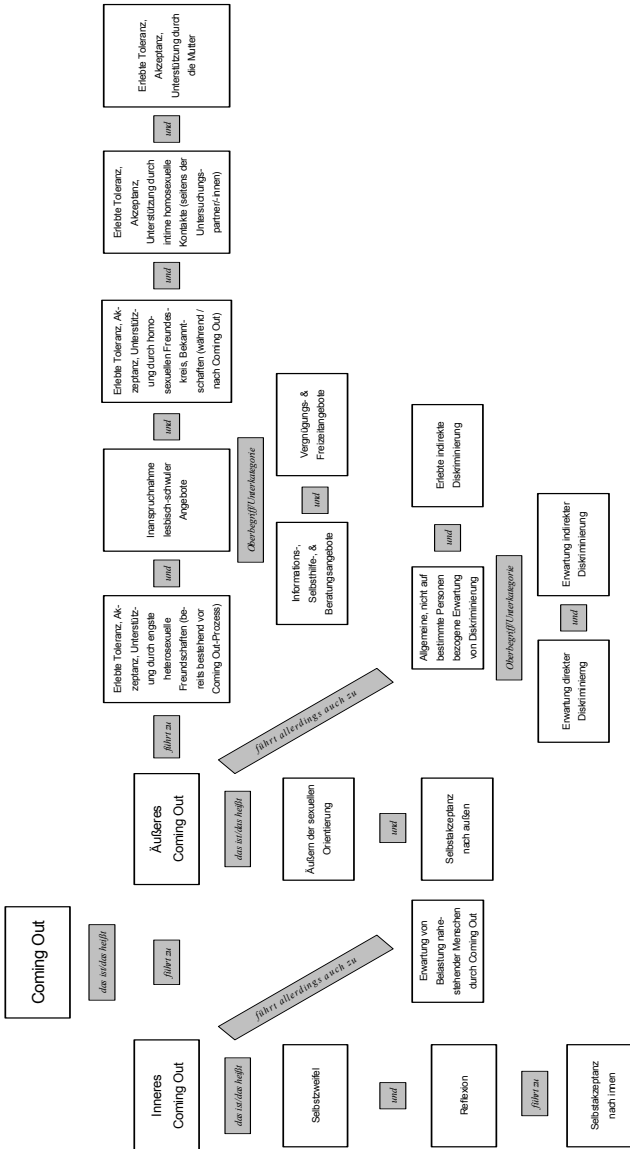 Coming Out
das ist/das heißt
Inneres
Coming Out
führt zu
Äußeres
Coming Out
führt zu
Erlebte Toleranz, Ak-
zeptanz, Unterstütz-
ung durch engste
heterosexuelle
Freundschaften (be-
reits bestehend vor
Coming Out-Prozess)
und
Inanspruchnahme
lesbisch-schwuler
Angebote
und
Erlebte Toleranz, Ak-
zeptanz, Unterstütz-
ung durch homo-
sexuellen Freundes-
kreis, Bekannt-
schaften (während /
nach Coming Out)
und
Erlebte Toleranz,
Akzeptanz,
Unterstützung durch
intime homosexuelle
Kontakte (seitens der
Untersuchungs-
partner/-innen)
und
Erlebte Toleranz,
Akzeptanz,
Unterstützung durch
die Mutter
das ist/das heißt
führt allerdings auch zu
das ist/das heißt
führt allerdings auch zu
Oberbegriff/Unterkategorie
Selbstzweifel
Äußern der sexuellen
Orientierung
Informations-,
Selbsthilfe-, &
Beratungsangebote
und
Vergnügungs- &
Freizeitangebote
und
und
Reflexion
Erwartung von
Belastung nahe-
stehender Menschen
durch Coming Out
Selbstakzeptanz
nach außen
Allgemeine, nicht auf
bestimmte Personen
bezogene Erwartung
von Diskriminierung
und
Erlebte indirekte
Diskriminierung
führt zu
Oberbegriff/Unterkategorie
Selbstakzeptanz
nach innen
Erwartung direkter
Diskriminierng
und
Erwartung indirekter
Diskriminierung